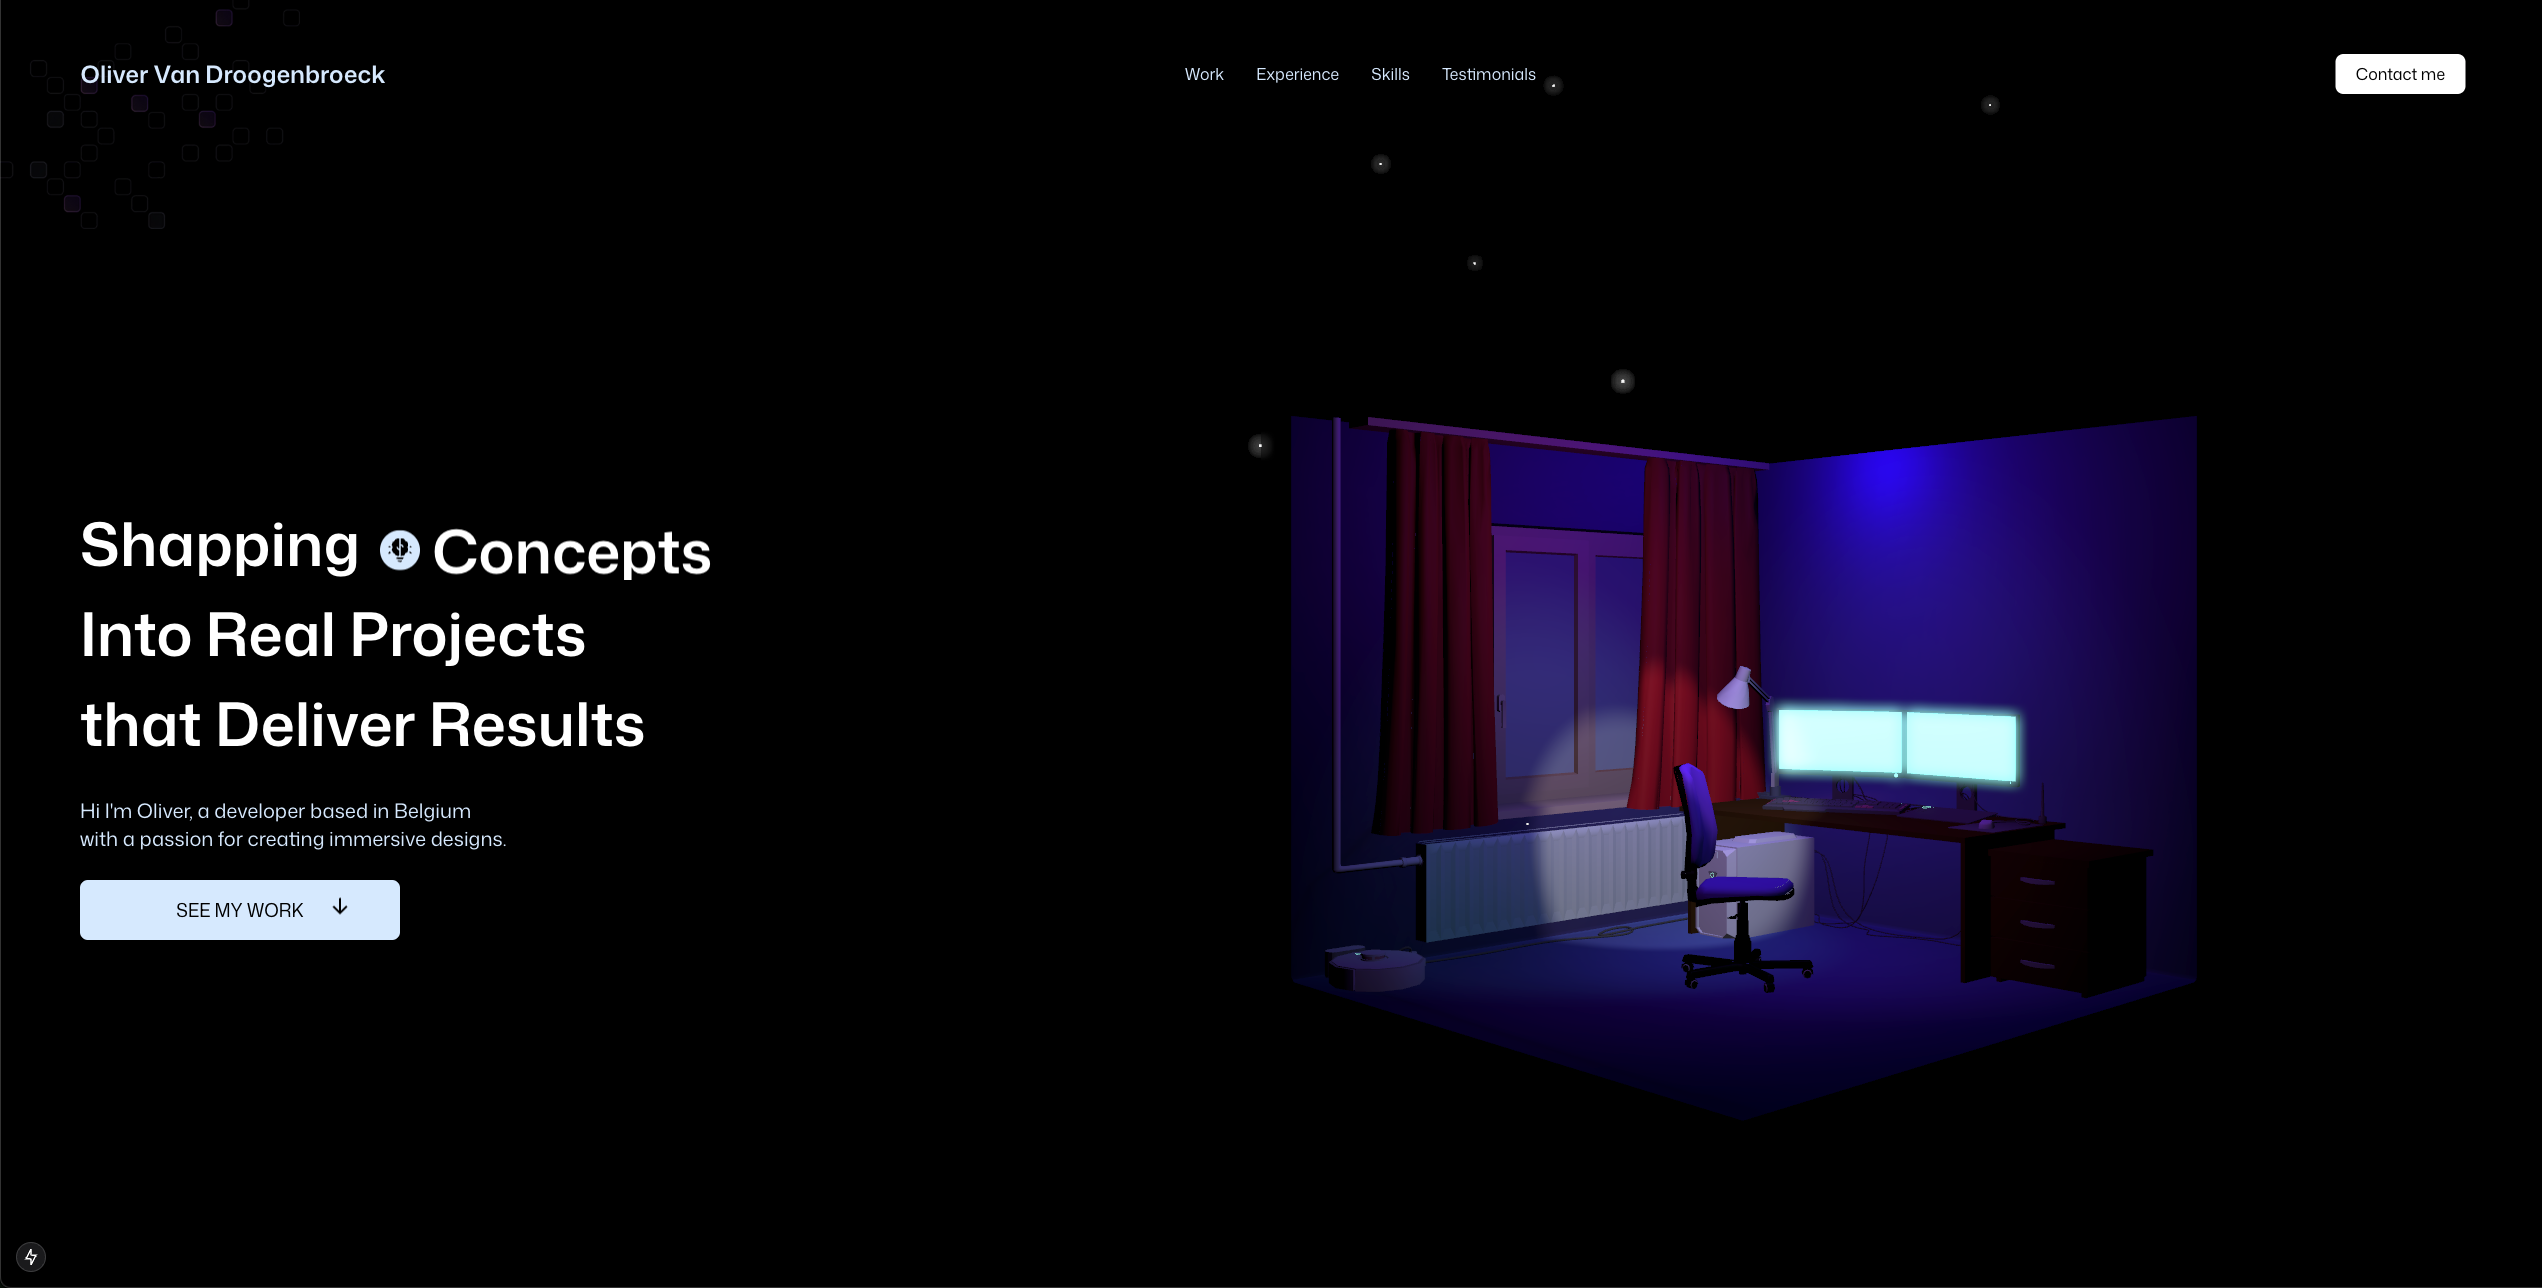 Oliver Van Droogenbroeck
Work Experience Skills Testimonials
Contact me
Shapping Concepts
Into Real Projects
that Deliver Results
Hi I'm Oliver, a developer based in Belgium
with a passion for creating immersive designs.
SEE MY WORK